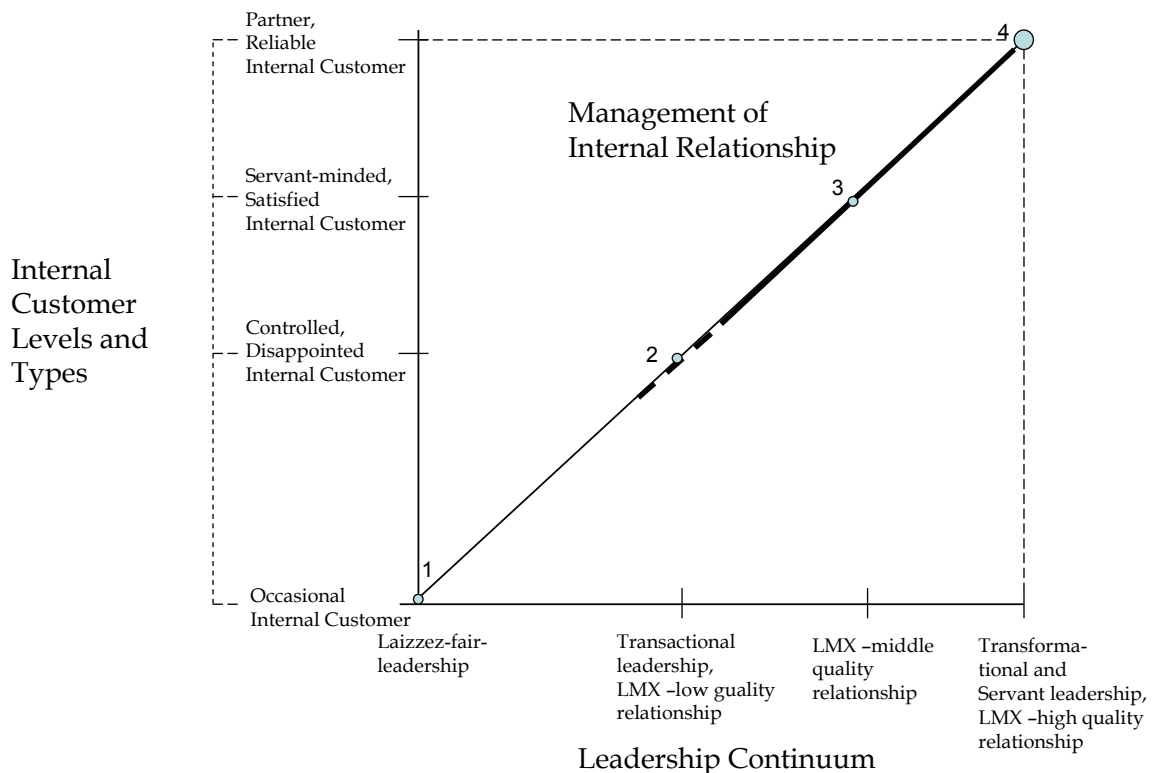 Partner,
Reliable
Internal Customer
4
Management of
Internal Relationship
Servant-minded,
Satisfied
Internal Customer
3
Internal
Customer
Levels and
Types
Controlled,
Disappointed
Internal Customer
2
1
Occasional
Internal Customer
Laizzez-fair-
leadership
Transactional
leadership,
LMX –low guality
relationship
LMX –middle
quality
relationship
Transforma-
tional and
Servant leadership,
LMX –high quality
relationship
Leadership Continuum